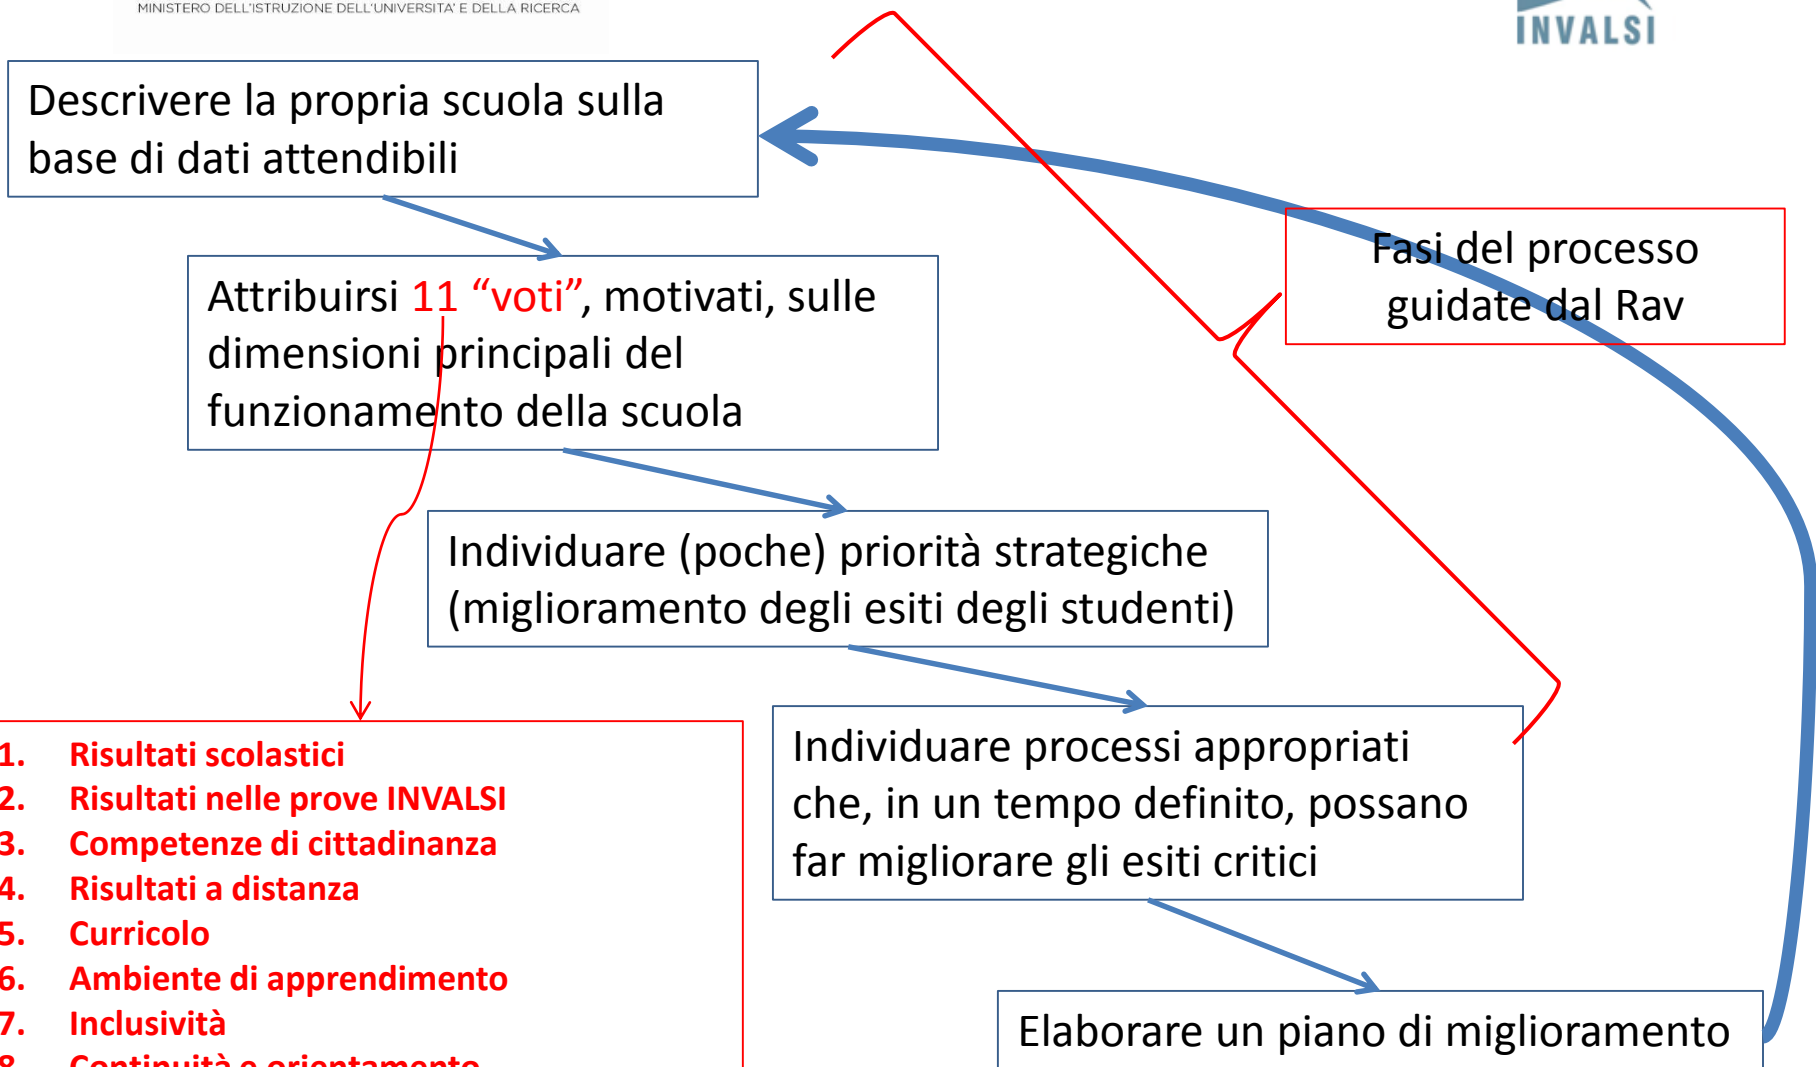 MINISTERO DELL'ISTRUZIONE DELL'UNIVERSITA' E DELLA RICERCA
INVALSI
Descrivere la propria scuola sulla
base di dati attendibili
Fasi del processo
guidate dal Rav
Attribuirsi 11 “voti”, motivati, sulle
dimensioni principali del
funzionamento della scuola
Individuare (poche) priorità strategiche
(miglioramento degli esiti degli studenti)
Individuare processi appropriati
che, in un tempo definito, possano
far migliorare gli esiti critici
1. Risultati scolastici
2. Risultati nelle prove INVALSI
3. Competenze di cittadinanza
4. Risultati a distanza
5. Curricolo
6. Ambiente di apprendimento
7. Inclusività
8. Continuità e orientamento
Elaborare un piano di miglioramento